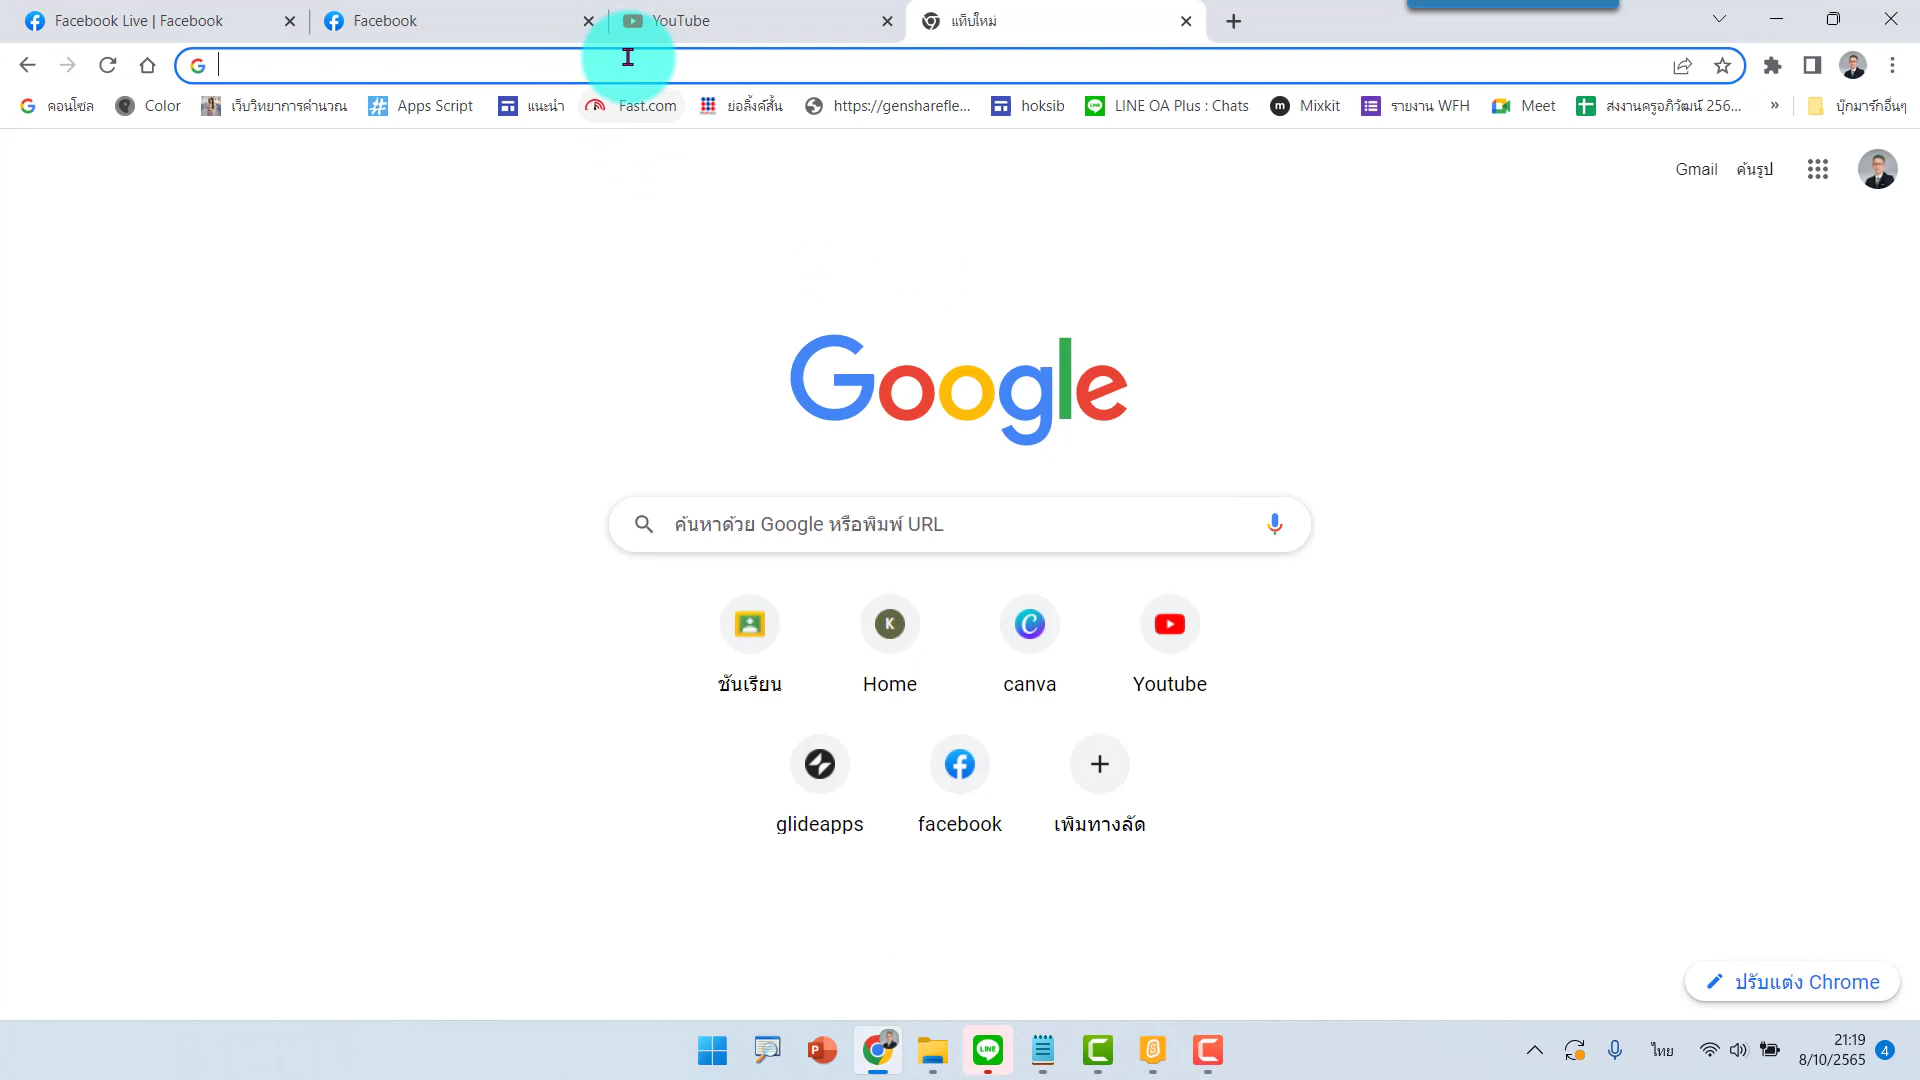 Facebook Live | Facebook
Facebook
YouTube
แท็บใหม่
คอนโซล
Color
เว็บวิทยาการคำนวณ
Apps Script
แนะนำ
Fast.com
ย่อลิ้งค์สั้น
https://gensharefle...
hoksib
LINE OA Plus : Chats
Mixkit
รายงาน WFH
Meet
ส่งงานครูอภิวัฒน์ 256...
»
บุ๊กมาร์กอื่นๆ
Gmail ค้นรูป
Google
ค้นหาด้วย Google หรือพิมพ์ URL
ชั้นเรียน
Home
canva
Youtube
glideapps
facebook
เพิ่มทางลัด
ปรับแต่ง Chrome
ไทย
21:19
8/10/2565
4